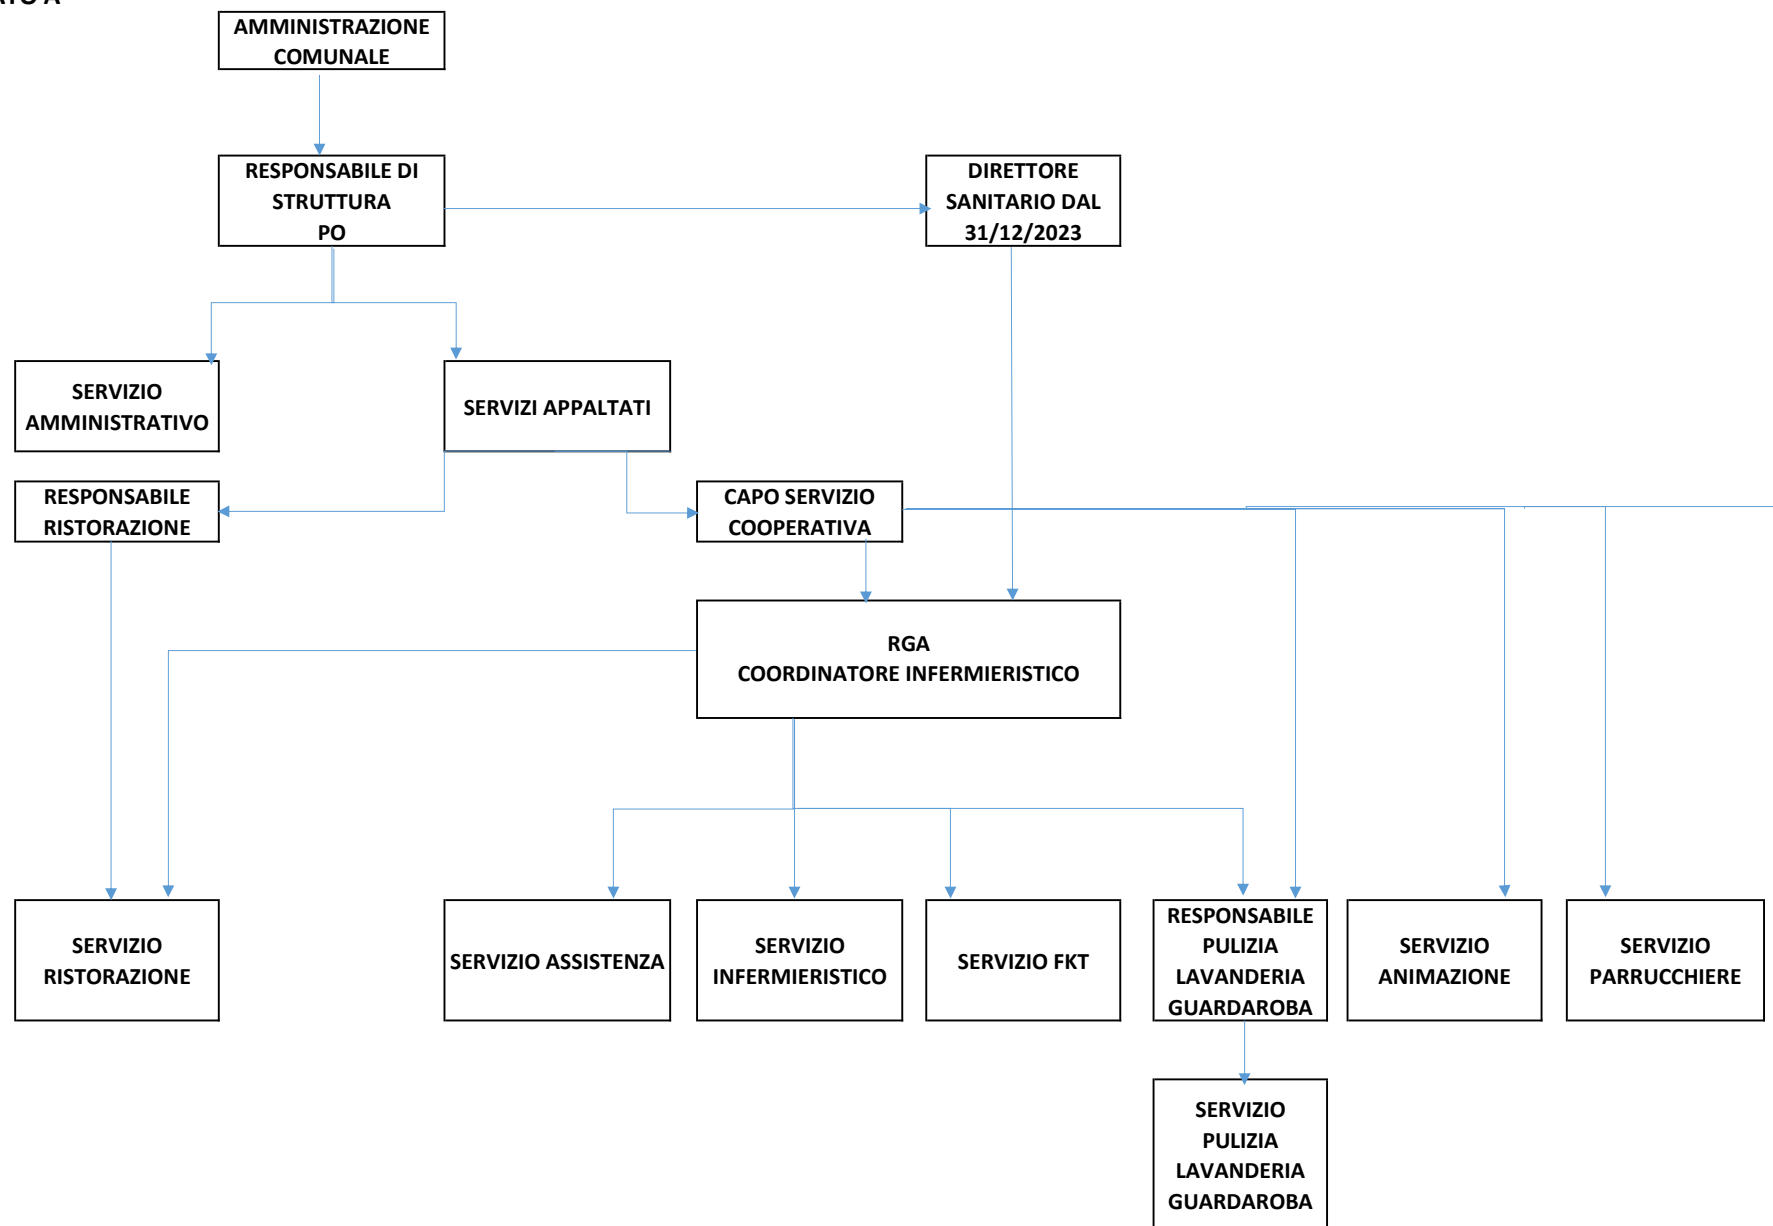 AMMINISTRAZIONE
COMUNALE
RESPONSABILE DI
STRUTTURA
PO
DIRETTORE
SANITARIO DAL
31/12/2023
SERVIZIO
AMMINISTRATIVO
SERVIZI APPALTATI
RESPONSABILE
RISTORAZIONE
CAPO SERVIZIO
COOPERATIVA
RGA
COORDINATORE INFERMIERISTICO
SERVIZIO
RISTORAZIONE
SERVIZIO ASSISTENZA
SERVIZIO
INFERMIERISTICO
SERVIZIO FKT
RESPONSABILE
PULIZIA
LAVANDERIA
GUARDAROBA
SERVIZIO
ANIMAZIONE
SERVIZIO
PARRUCCHIERE
SERVIZIO
PULIZIA
LAVANDERIA
GUARDAROBA